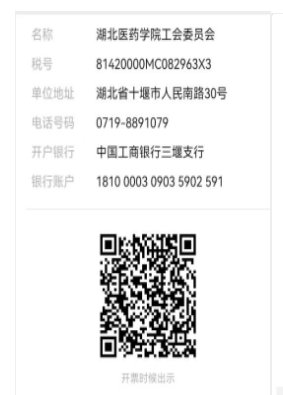 名称 湖北医药学院工会委员会
税号 81420000MC082963X3
单位地址 湖北省十堰市人民南路30号
电话号码 0719-8891079
开户银行 中国工商银行三堰支行
银行账户 1810 0003 0903 5902 591
开票时候出示